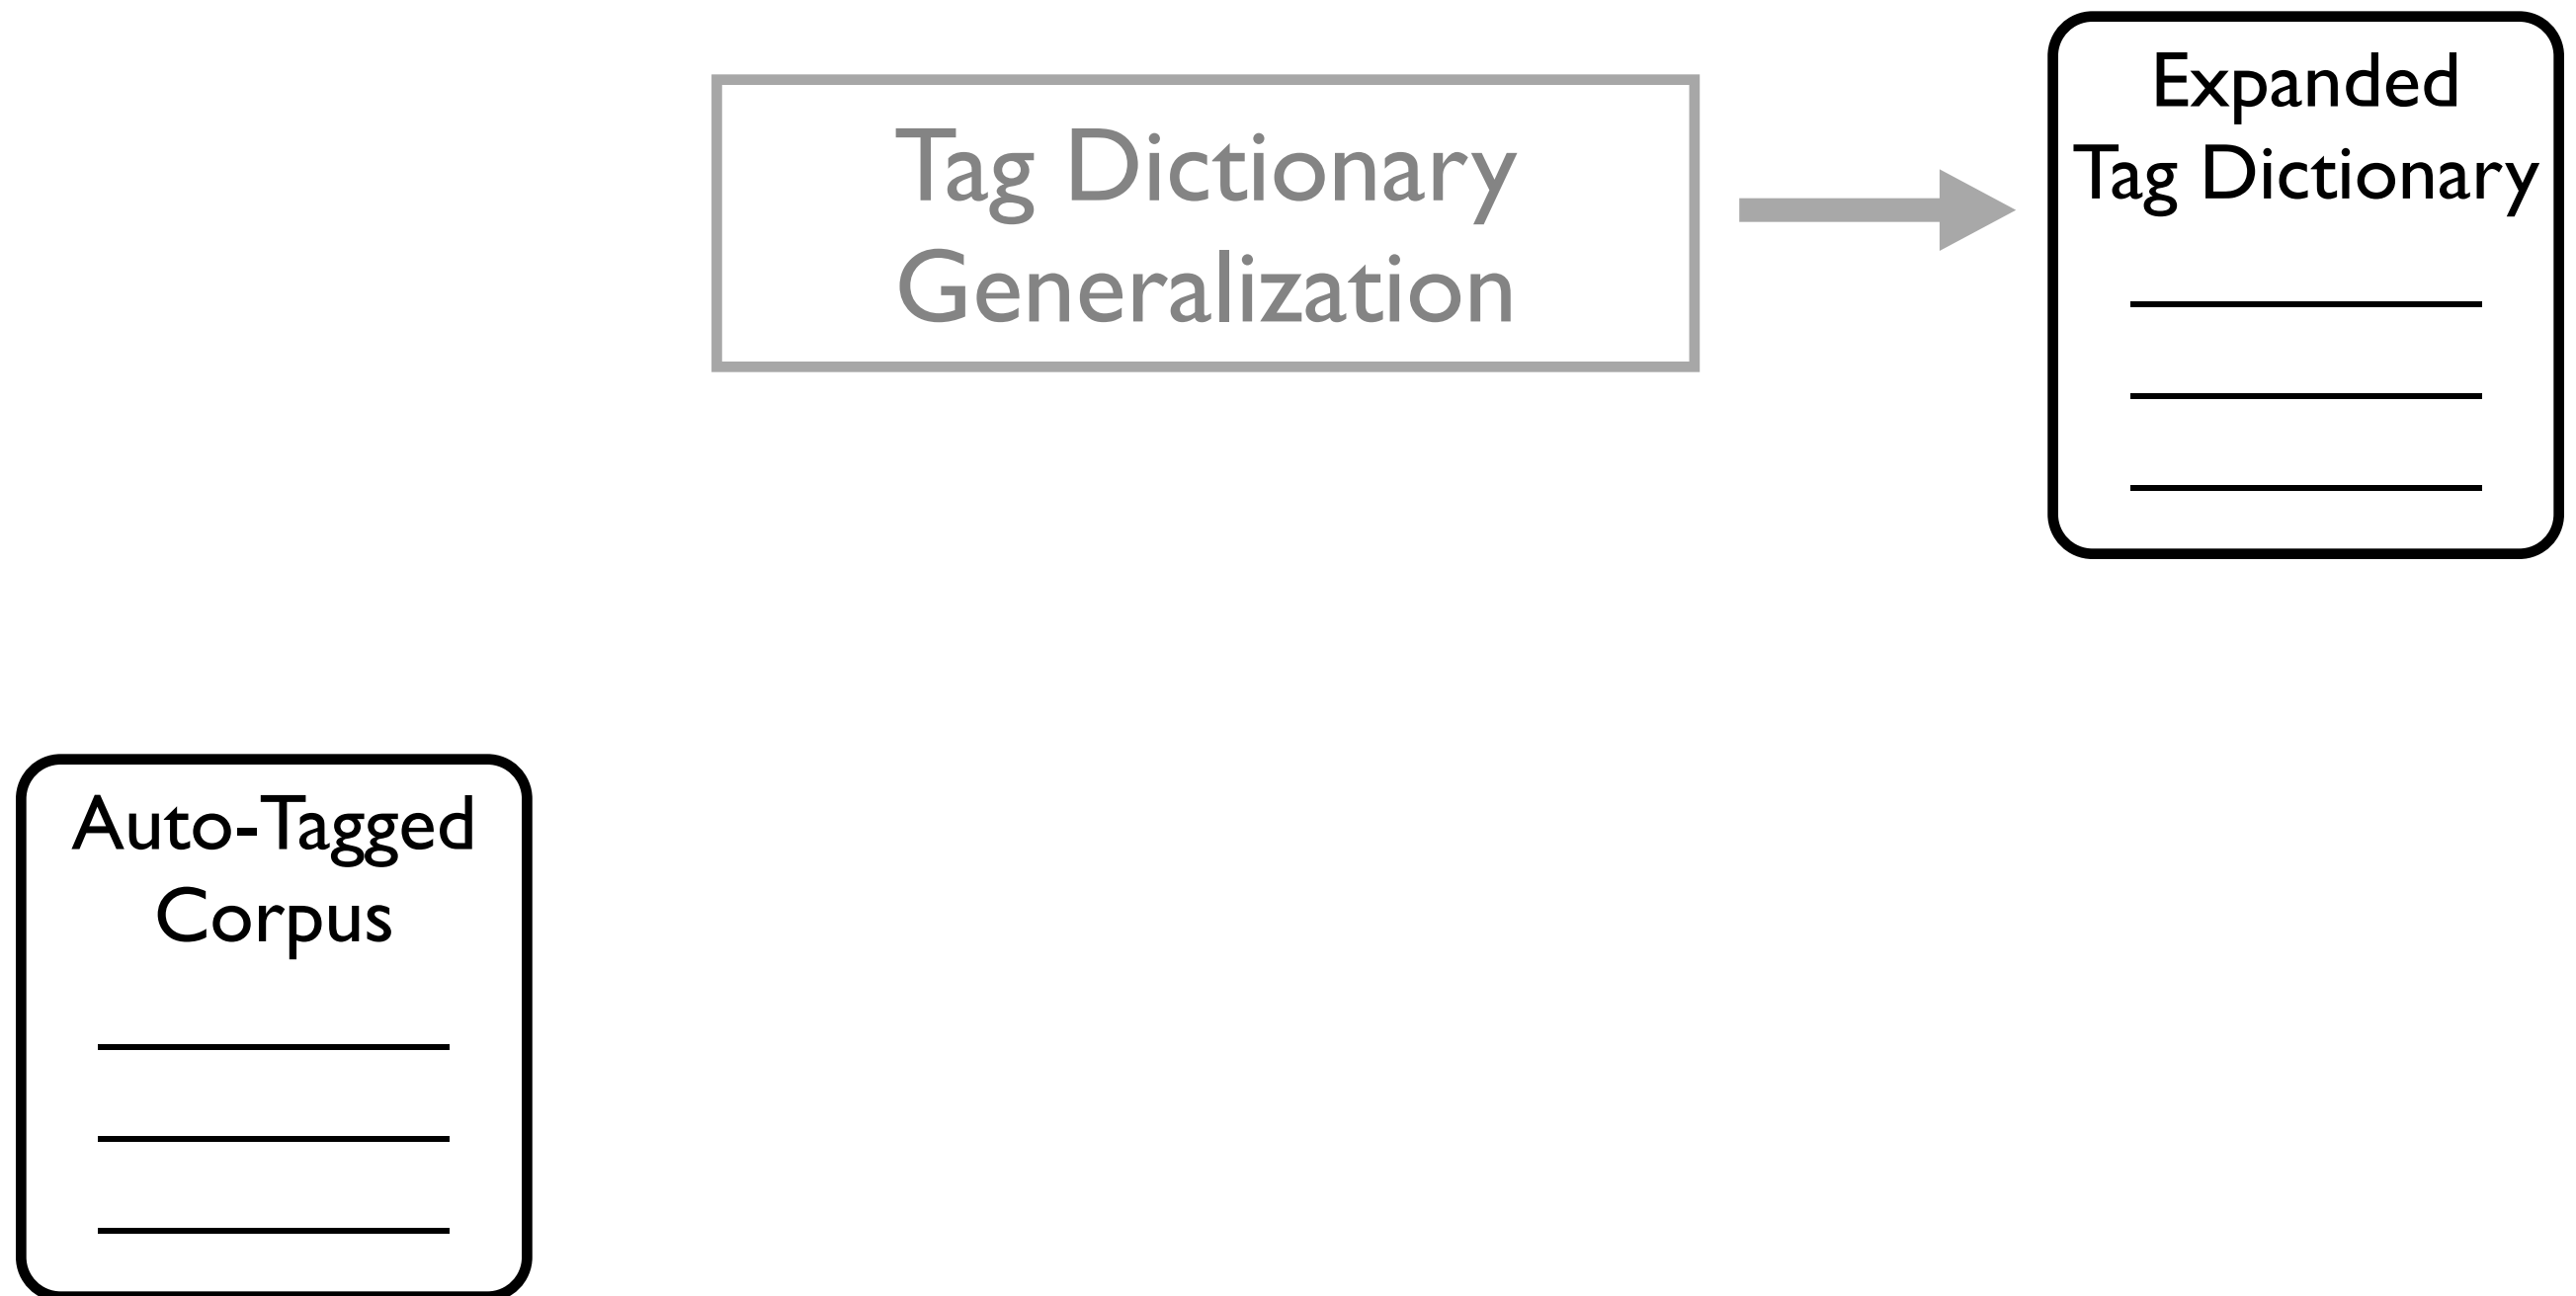 Tag Dictionary
Generalization
Expanded
Tag Dictionary
Auto-Tagged
Corpus